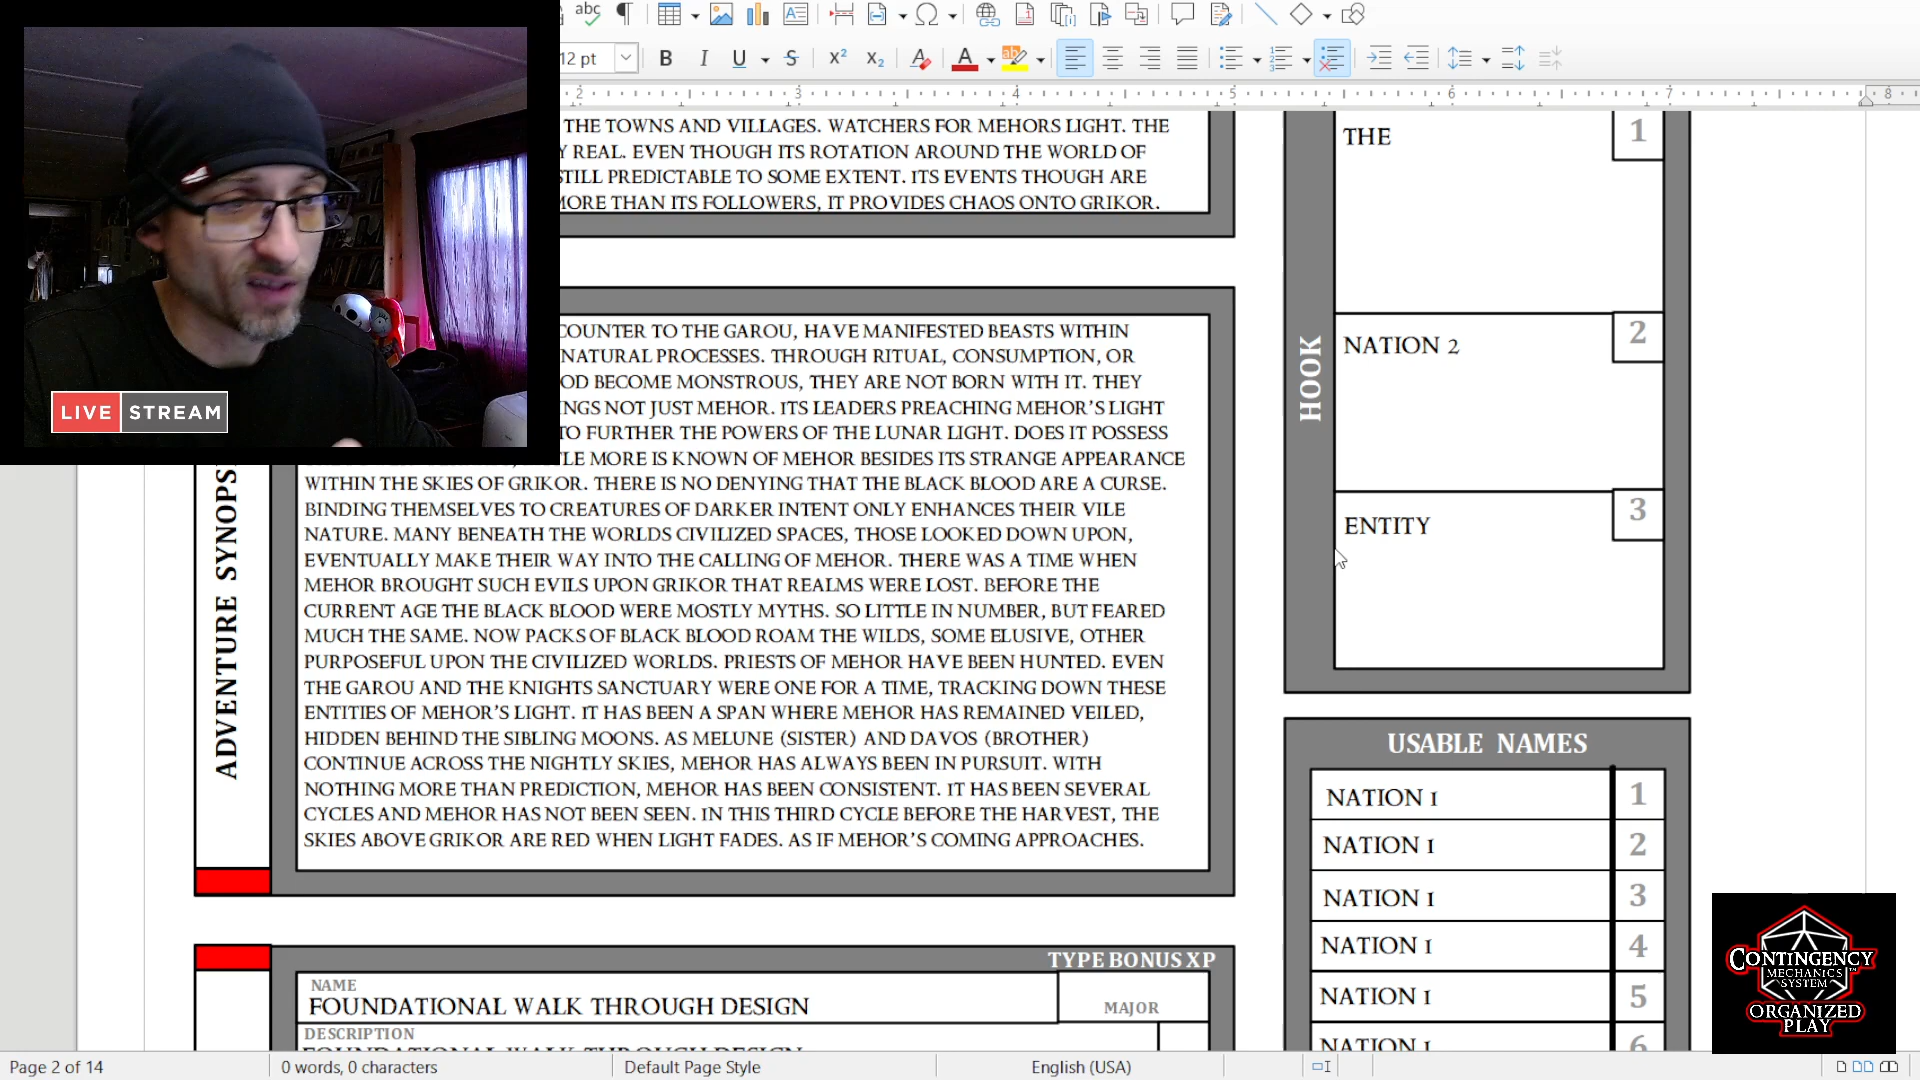 12 pt
2 3 4 5 6 7 8
THE TOWNS AND VILLAGES. WATCHERS FOR MEHORS LIGHT. THE
REAL. EVEN THOUGH ITS ROTATION AROUND THE WORLD OF
STILL PREDICTABLE TO SOME EXTENT. ITS EVENTS THOUGH ARE
MORE THAN ITS FOLLOWERS, IT PROVIDES CHAOS ONTO GRIKOR.
LIVE STREAM
ADVENTURE SYNOPS
COUNTER TO THE GAROU, HAVE MANIFESTED BEASTS WITHIN
NATURAL PROCESSES. THROUGH RITUAL, CONSUMPTION, OR
OD BECOME MONSTROUS, THEY ARE NOT BORN WITH IT. THEY
INGS NOT JUST MEHOR. ITS LEADERS PREACHING MEHOR'S LIGHT
TO FURTHER THE POWERS OF THE LUNAR LIGHT. DOES IT POSSESS
TLE MORE IS KNOWN OF MEHOR BESIDES ITS STRANGE APPEARANCE
WITHIN THE SKIES OF GRIKOR. THERE IS NO DENYING THAT THE BLACK BLOOD ARE A CURSE.
BINDING THEMSELVES TO CREATURES OF DARKER INTENT ONLY ENHANCES THEIR VILE
NATURE. MANY BENEATH THE WORLDS CIVILIZED SPACES, THOSE LOOKED DOWN UPON,
EVENTUALLY MAKE THEIR WAY INTO THE CALLING OF MEHOR. THERE WAS A TIME WHEN
MEHOR BROUGHT SUCH EVILS UPON GRIKOR THAT REALMS WERE LOST. BEFORE THE
CURRENT AGE THE BLACK BLOOD WERE MOSTLY MYTHS. SO LITTLE IN NUMBER, BUT FEARED
MUCH THE SAME. NOW PACKS OF BLACK BLOOD ROAM THE WILDS, SOME ELUSIVE, OTHER
PURPOSEFUL UPON THE CIVILIZED WORLDS. PRIESTS OF MEHOR HAVE BEEN HUNTED. EVEN
THE GAROU AND THE KNIGHTS SANCTUARY WERE ONE FOR A TIME, TRACKING DOWN THESE
ENTITIES OF MEHOR'S LIGHT. IT HAS BEEN A SPAN WHERE MEHOR HAS REMAINED VEILED,
HIDDEN BEHIND THE SIBLING MOONS. AS MELUNE (SISTER) AND DAVOS (BROTHER)
CONTINUE ACROSS THE NIGHTLY SKIES, MEHOR HAS ALWAYS BEEN IN PURSUIT. WITH
NOTHING MORE THAN PREDICTION, MEHOR HAS BEEN CONSISTENT. IT HAS BEEN SEVERAL
CYCLES AND MEHOR HAS NOT BEEN SEEN. IN THIS THIRD CYCLE BEFORE THE HARVEST, THE
SKIES ABOVE GRIKOR ARE RED WHEN LIGHT FADES. AS IF MEHOR'S COMING APPROACHES.
TYPE BONUS XP
NAME
FOUNDATIONAL WALK THROUGH DESIGN
MAJOR
DESCRIPTION
FOUNDATIONAL WALK THROUGH DESIGN
HOOK
THE 1
NATION 2 2
ENTITY 3
USABLE NAMES
NATION 1 1
NATION 1 2
NATION 1 3
NATION 1 4
NATION 1 5
NATION 1 6
CONTINGENCY
MECHANICS
SYSTEM
ORGANIZED
PLAY
Page 2 of 14
0 words, 0 characters
Default Page Style
English (USA)